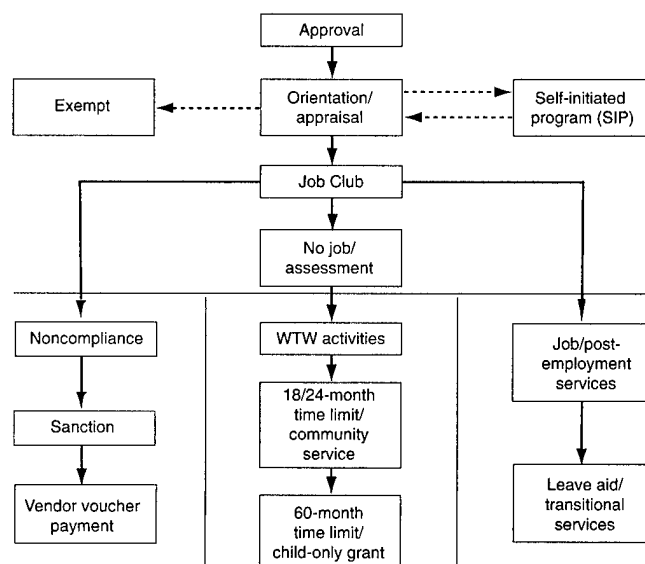 Approval
Exempt
Orientation/
appraisal
Self-initiated
program (SIP)
Job Club
No job/
assessment
Noncompliance
Sanction
Vendor voucher
payment
WTW activities
18/24-month
time limit/
community
service
60-month
time limit/
child-only grant
Job/post-
employment
services
Leave aid/
transitional
services